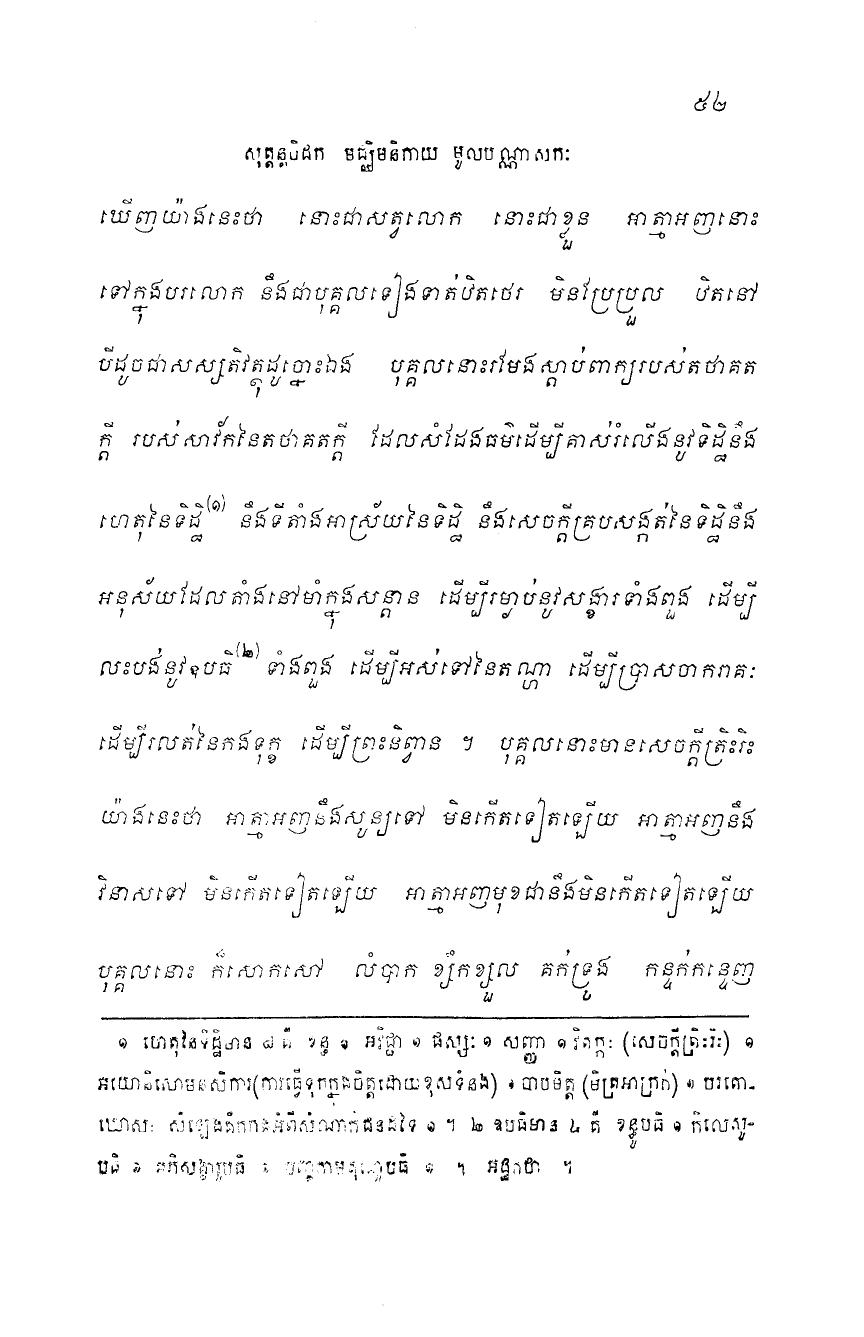 ៥២
សុត្តន្តបិដក មជ្ឈិមនិកាយ មូលបណ្ណាសកៈ
ឃើញយ៉ាងនេះថា នោះជាសត្វលោក នោះជាខ្លួន អាត្មាអញនោះ
ទៅក្នុងបរលោក នឹងជាបុគ្គលទៀងទាត់ឋិតថេរ មិនប្រែប្រួល ឋិតនៅ
បីដូចជាសស្សតិវត្ថុដូច្នោះឯង បុគ្គលនោះរមែងស្តាប់ពាក្យរបស់តថាគត
ក្តី របស់សាវ័កនៃតថាគតក្តី ដែលសំដែងធម៌ដើម្បីគាស់រំលើងនូវទិដ្ឋិនឹង
ហេតុនៃទិដ្ឋិ(១) នឹងទីតាំងអាស្រ័យនៃទិដ្ឋិ នឹងសេចក្តីគ្របសង្កត់នៃទិដ្ឋិនឹង
អនុស័យដែលតាំងនៅមាំក្នុងសន្តាន ដើម្បីរម្ងាប់នូវសង្ខារទាំងពួង ដើម្បី
លះបង់នូវឧបធិ(២) ទាំងពួង ដើម្បីអស់ទៅនៃតណ្ហា ដើម្បីប្រាសចាករាគៈ
ដើម្បីរលត់នៃកងទុក្ខ ដើម្បីព្រះនិព្វាន ។ បុគ្គលនោះមានសេចក្តីត្រិះរិះ
យ៉ាងនេះថា អាត្មាអញនឹងសូន្យទៅ មិនកើតទៀតឡើយ អាត្មាអញនឹង
វិនាសទៅ មិនកើតទៀតឡើយ អាត្មាអញមុខជានឹងមិនកើតទៀតឡើយ
បុគ្គលនោះ ក៏សោកសៅ លំបាក ខ្សឹកខ្សួល គក់ទ្រូង កន្ទក់កន្ទេញ
១ ហេតុនៃទិដ្ឋិមាន ៨ គឺ ខន្ធ ១ អវិជ្ជា ១ ផស្សៈ ១ សញ្ញា ១ វិតក្កៈ (សេចក្តីត្រិះរិះ) ១
អយោនិសោមនសិការ(ការធ្វើទុកក្នុងចិត្តដោយខុសទំនង) ១ បាបមិត្ត (មិត្រអាក្រក់) ១ បរតោ-
ឃោសៈ សំឡេងគឹកកងអំពីសំណាក់ជនដទៃ ១ ។ ២ ឧបធិមាន ៤ គឺ ខន្ធូបធិ ១ កិលេសូ-
បធិ ១ អភិសង្ខារូបធិ ១ បញ្ចកាមគុណូបធិ ១ ។ អដ្ឋកថា ។